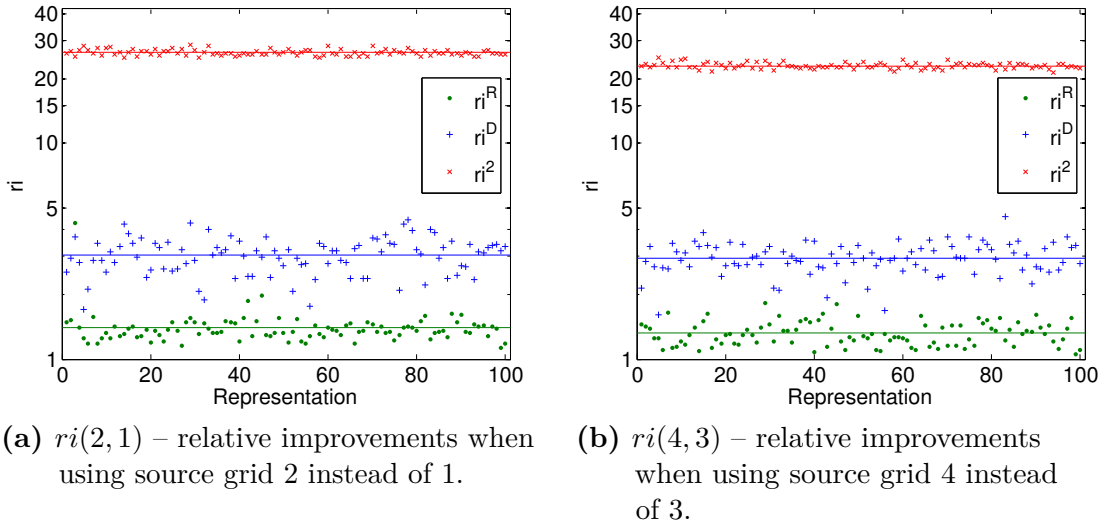 40
30
20
15
10
5
1
ri
ri^R
ri^D
ri^2
0 20 40 60 80 100
Representation
(a) ri(2, 1) – relative improvements when
using source grid 2 instead of 1.
40
30
20
15
10
5
1
ri
ri^R
ri^D
ri^2
0 20 40 60 80 100
Representation
(b) ri(4, 3) – relative improvements
when using source grid 4 instead
of 3.